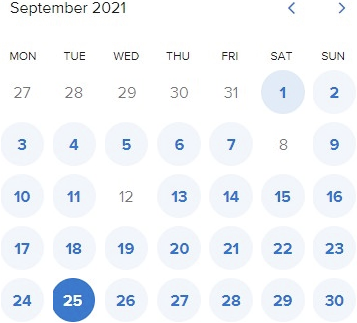 September 2021
MON TUE WED THU FRI SAT SUN
27 28 29 30 31 1 2
3 4 5 6 7 8 9
10 11 12 13 14 15 16
17 18 19 20 21 22 23
24 25 26 27 28 29 30